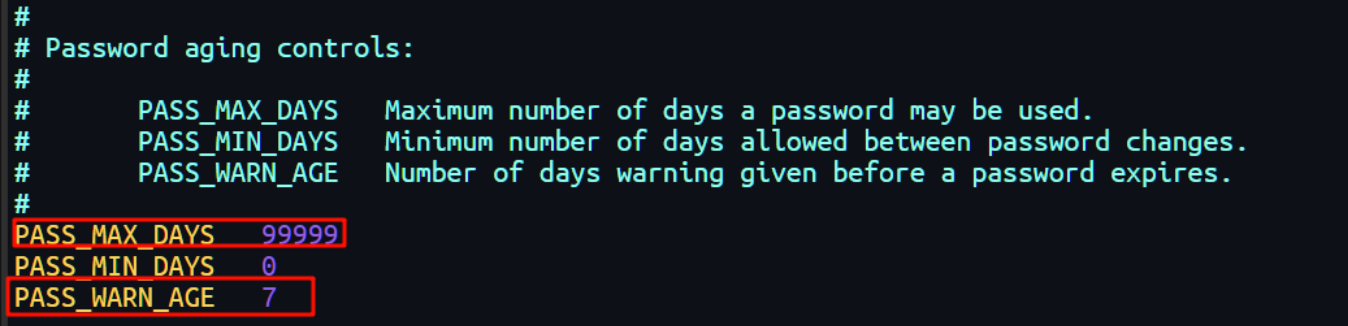 #
# Password aging controls:
#
#       PASS_MAX_DAYS   Maximum number of days a password may be used.
#       PASS_MIN_DAYS   Minimum number of days allowed between password changes.
#       PASS_WARN_AGE   Number of days warning given before a password expires.
#
PASS_MAX_DAYS   99999
PASS_MIN_DAYS   0
PASS_WARN_AGE   7